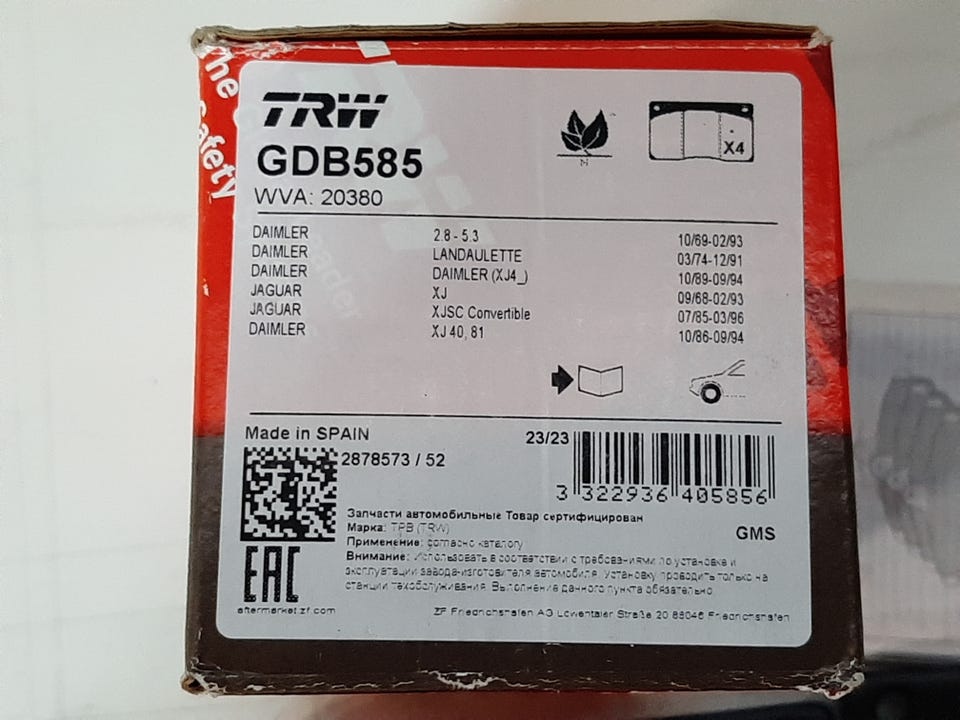 The
Safety
Leader
TRW
GDB585
X4
WVA: 20380
DAIMLER 2.8 - 5.3 10/69-02/93
DAIMLER LANDAULETTE 03/74-12/91
DAIMLER DAIMLER (XJ4_) 10/89-09/94
JAGUAR XJ 09/68-02/93
JAGUAR XJSC Convertible 07/85-03/96
DAIMLER XJ 40, 81 10/86-09/94
Made in SPAIN 23/23
2878573 / 52
3 322936 405856
Запчасти автомобильные Товар сертифицирован
Марка: ТРВ (TRW)
GMS
Применение: согласно каталогу
Внимание: Использовать в соответствии с требованиями по установке и
эксплуатации завода-изготовителя автомобиля. Установку проводить только на
станции техобслуживания. Выполнение данного пункта обязательно.
EAC
aftermarket.zf.com
ZF Friedrichshafen AG Löwentaler Straße 20 88046 Friedrichshafen